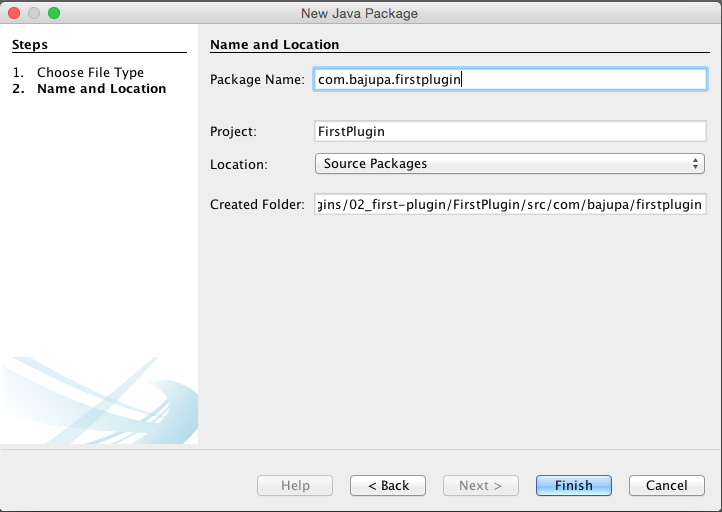 New Java Package
Steps
1. Choose File Type
2. Name and Location
Name and Location
Package Name: com.bajupa.firstplugin
Project: FirstPlugin
Location: Source Packages
Created Folder: gins/02_first-plugin/FirstPlugin/src/com/bajupa/firstplugin
Help < Back Next > Finish Cancel